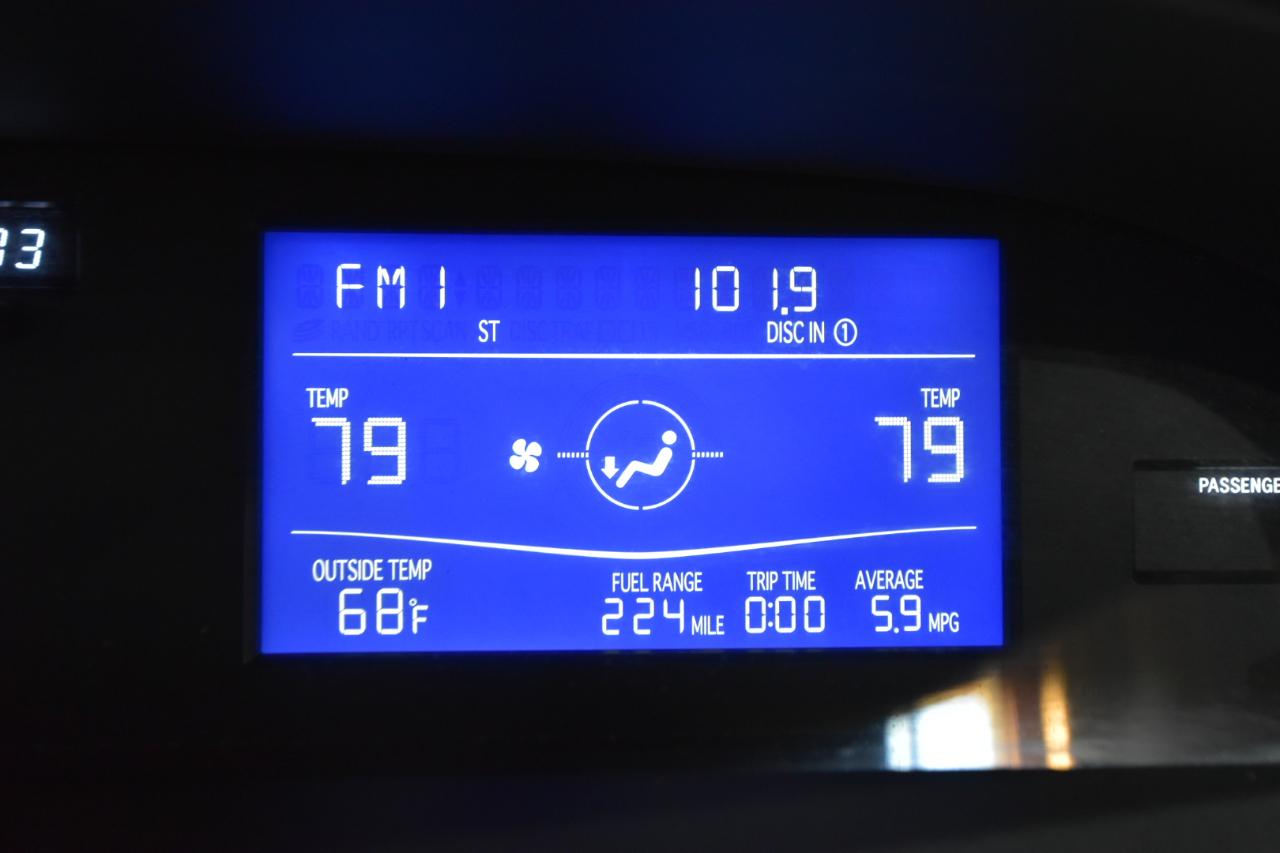 33
FM1 101.9
ST DISC IN 1
TEMP TEMP
79 79
OUTSIDE TEMP FUEL RANGE TRIP TIME AVERAGE
68°F 224 MILE 0:00 5.9 MPG
PASSENGE